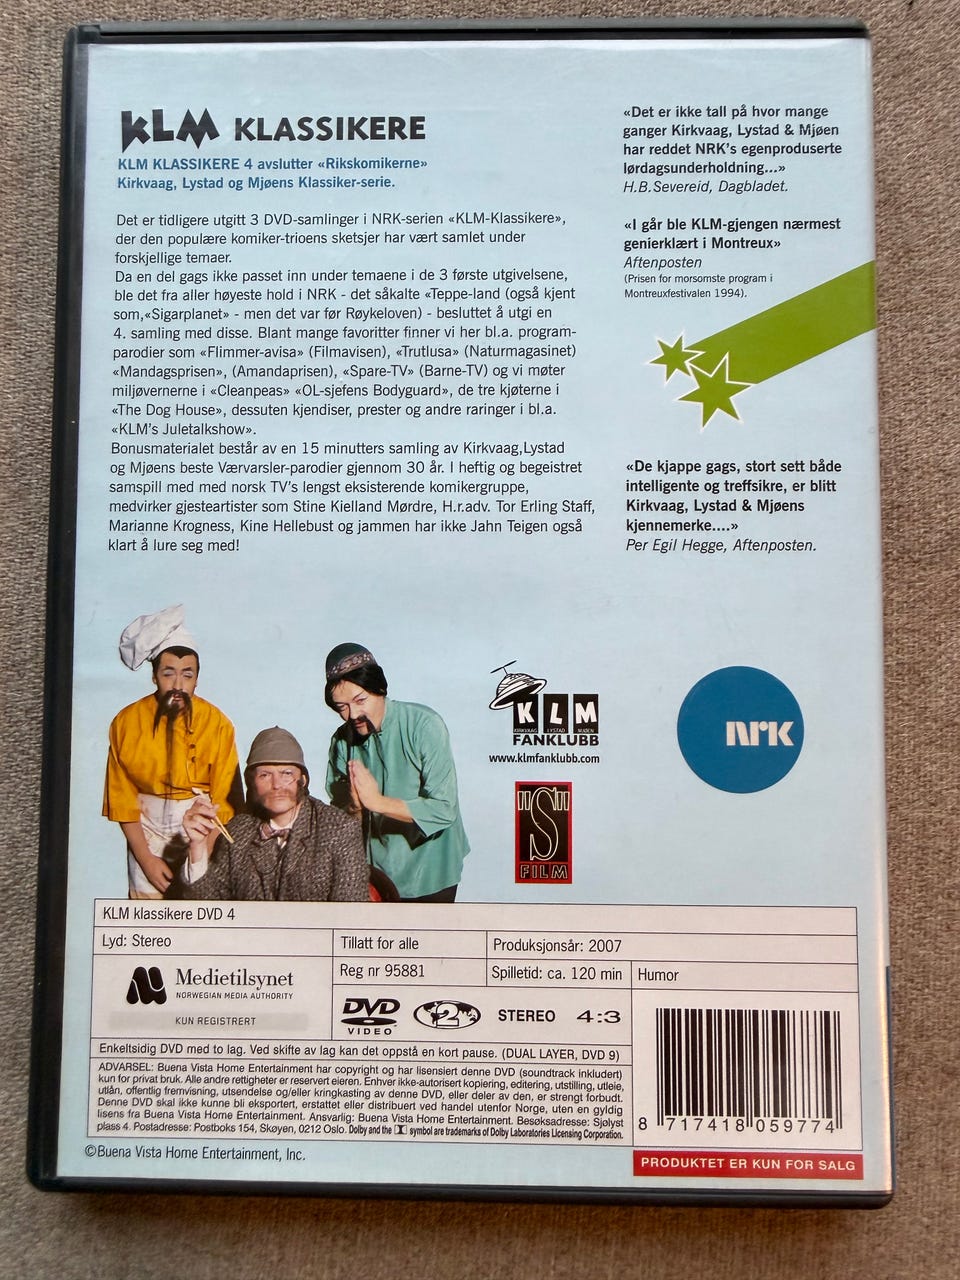 KLM KLASSIKERE
KLM KLASSIKERE 4 avslutter «Rikskomikerne»
Kirkvaag, Lystad og Mjøens Klassiker-serie.
Det er tidligere utgitt 3 DVD-samlinger i NRK-serien «KLM-Klassikere»,
der den populære komiker-trioens sketsjer har vært samlet under
forskjellige temaer.
Da en del gags ikke passet inn under temaene i de 3 første utgivelsene,
ble det fra aller høyeste hold i NRK - det såkalte «Teppe-land (også kjent
som,«Sigarplanet» - men det var før Røykeloven) - besluttet å utgi en
4. samling med disse. Blant mange favoritter finner vi her bl.a. program-
parodier som «Flimmer-avisa» (Filmavisen), «Trutlusa» (Naturmagasinet)
«Mandagsprisen», (Amandaprisen), «Spare-TV» (Barne-TV) og vi møter
miljøvernerne i «Cleanpeas» «OL-sjefens Bodyguard», de tre kjøterne i
«The Dog House», dessuten kjendiser, prester og andre raringer i bl.a.
«KLM's Juletalkshow».
Bonusmaterialet består av en 15 minutters samling av Kirkvaag,Lystad
og Mjøens beste Værvarsler-parodier gjennom 30 år. I heftig og begeistret
samspill med med norsk TV's lengst eksisterende komikergruppe,
medvirker gjesteartister som Stine Kielland Mørdre, H.r.adv. Tor Erling Staff,
Marianne Krogness, Kine Hellebust og jammen har ikke Jahn Teigen også
klart å lure seg med!
«Det er ikke tall på hvor mange
ganger Kirkvaag, Lystad & Mjøen
har reddet NRK's egenproduserte
lørdagsunderholdning...»
H.B.Severeid, Dagbladet.
«I går ble KLM-gjengen nærmest
genierklært i Montreux»
Aftenposten
(Prisen for morsomste program i
Montreuxfestivalen 1994).
«De kjappe gags, stort sett både
intelligente og treffsikre, er blitt
Kirkvaag, Lystad & Mjøens
kjennemerke....»
Per Egil Hegge, Aftenposten.
KLM
KIRKVAAG LYSTAD MJØEN
FANKLUBB
www.klmfanklubb.com
"S"
FILM
NRK
KLM klassikere DVD 4
Lyd: Stereo
Tillatt for alle
Produksjonsår: 2007
Medietilsynet
NORWEGIAN MEDIA AUTHORITY
KUN REGISTRERT
Reg nr 95881
Spilletid: ca. 120 min
Humor
DVD
VIDEO
2
STEREO
4:3
Enkeltsidig DVD med to lag. Ved skifte av lag kan det oppstå en kort pause. (DUAL LAYER, DVD 9)
ADVARSEL: Buena Vista Home Entertainment har copyright og har lisensiert denne DVD (soundtrack inkludert)
kun for privat bruk. Alle andre rettigheter er reservert eieren. Enhver ikke-autorisert kopiering, editering, utstilling, utleie,
utlån, offentlig fremvisning, utsendelse og/eller kringkasting av denne DVD, eller deler av den, er strengt forbudt.
Denne DVD skal ikke kunne bli eksportert, erstattet eller distribuert ved handel utenfor Norge, uten en gyldig
lisens fra Buena Vista Home Entertainment. Ansvarlig: Buena Vista Home Entertainment. Besøksadresse: Sjølyst
plass 4. Postadresse: Postboks 154, Skøyen, 0212 Oslo. Dolby and the symbol are trademarks of Dolby Laboratories Licensing Corporation.
8 717418 059774
©Buena Vista Home Entertainment, Inc.
PRODUKTET ER KUN FOR SALG